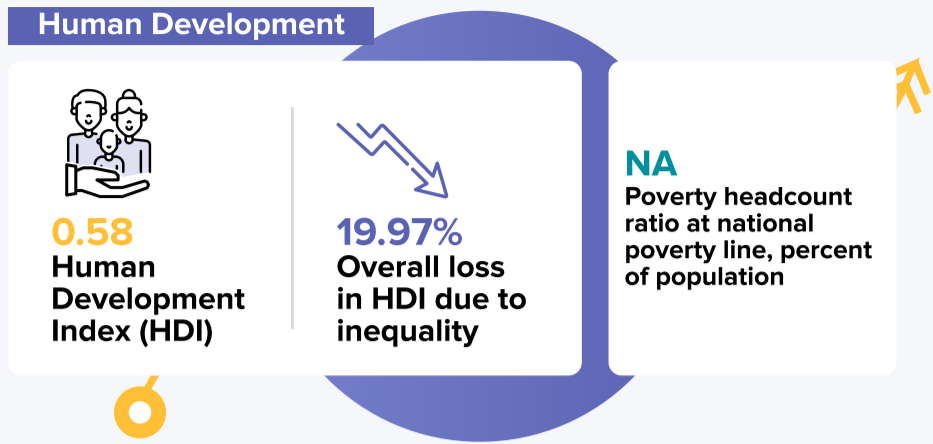 Human Development
0.58
Human
Development
Index (HDI)
19.97%
Overall loss
in HDI due to
inequality
NA
Poverty headcount
ratio at national
poverty line, percent
of population